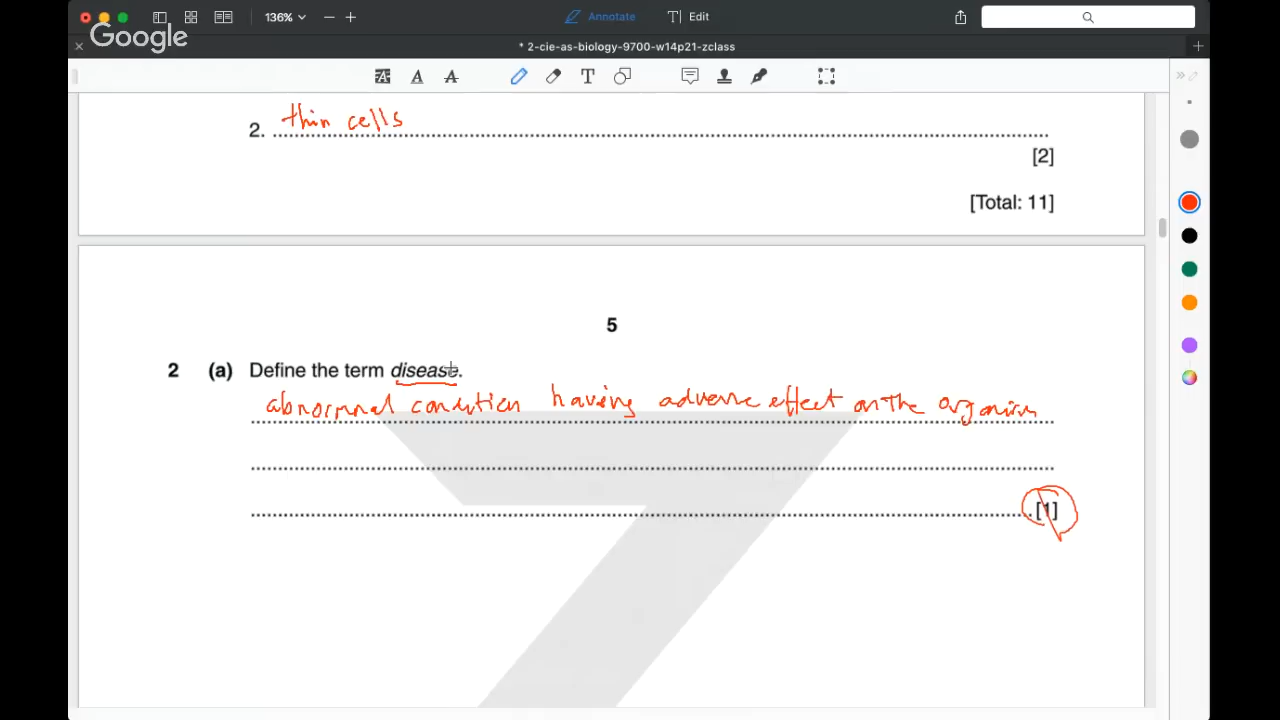 136%
Annotate
T| Edit
Google
* 2-cie-as-biology-9700-w14p21-zclass
thin cells
2. ........................................
[2]
[Total: 11]
5
2 (a) Define the term disease.
abnormal condition having adverse effect on the organism
[1]